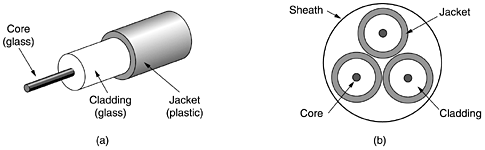 Core
(glass)
Cladding
(glass)
Jacket
(plastic)
(a)
Sheath
Jacket
Core
Cladding
(b)